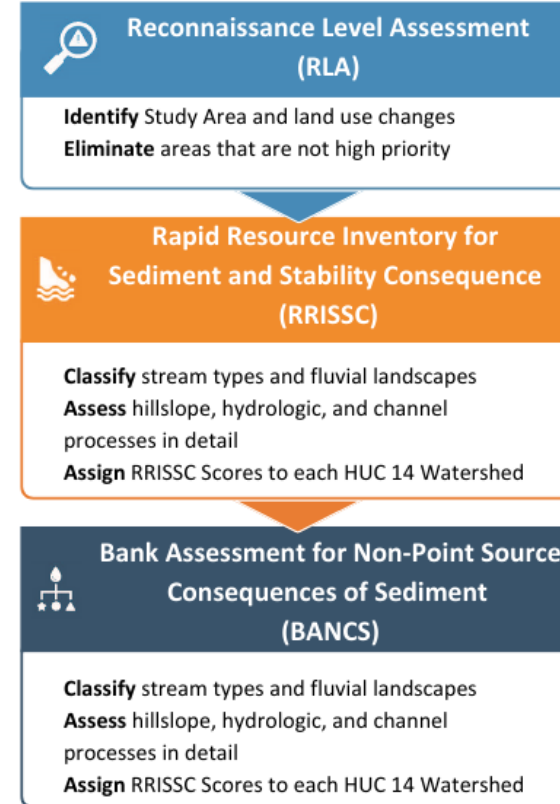 Reconnaissance Level Assessment
(RLA)
Identify Study Area and land use changes
Eliminate areas that are not high priority
Rapid Resource Inventory for
Sediment and Stability Consequence
(RRISSC)
Classify stream types and fluvial landscapes
Assess hillslope, hydrologic, and channel
processes in detail
Assign RRISSC Scores to each HUC 14 Watershed
Bank Assessment for Non-Point Source
Consequences of Sediment
(BANCS)
Classify stream types and fluvial landscapes
Assess hillslope, hydrologic, and channel
processes in detail
Assign RRISSC Scores to each HUC 14 Watershed